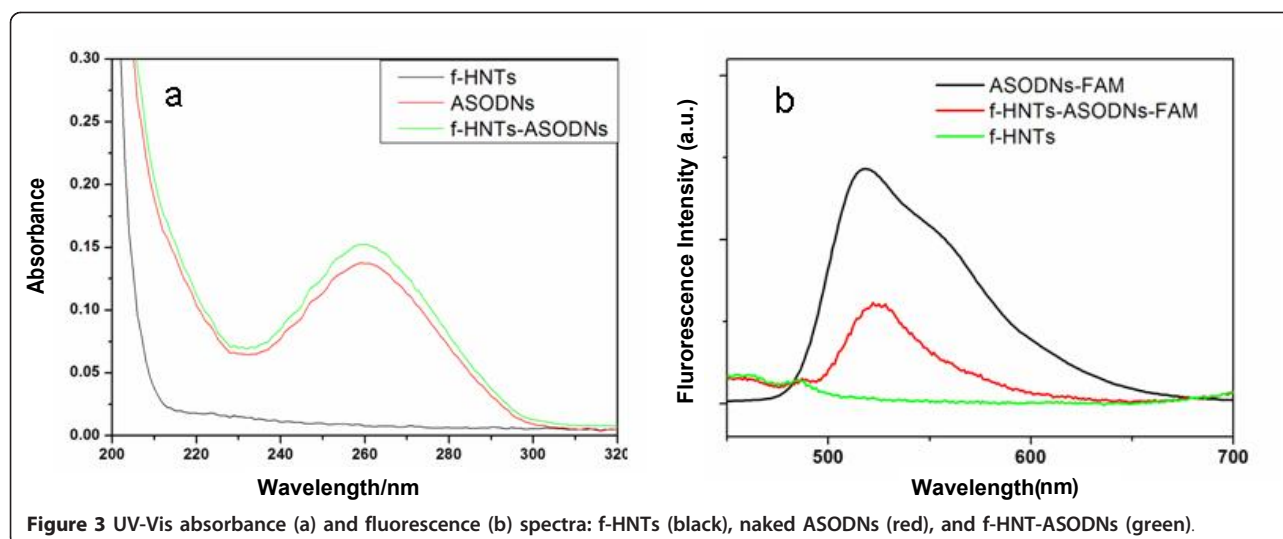 a
f-HNTs
ASODNs
f-HNTs-ASODNs
0.30
0.25
0.20
0.15
0.10
0.05
0.00
Absorbance
200 220 240 260 280 300 320
Wavelength/nm
b
ASODNs-FAM
f-HNTs-ASODNs-FAM
f-HNTs
Flurorescence Intensity (a.u.)
500 600 700
Wavelength(nm)
Figure 3 UV-Vis absorbance (a) and fluorescence (b) spectra: f-HNTs (black), naked ASODNs (red), and f-HNT-ASODNs (green).